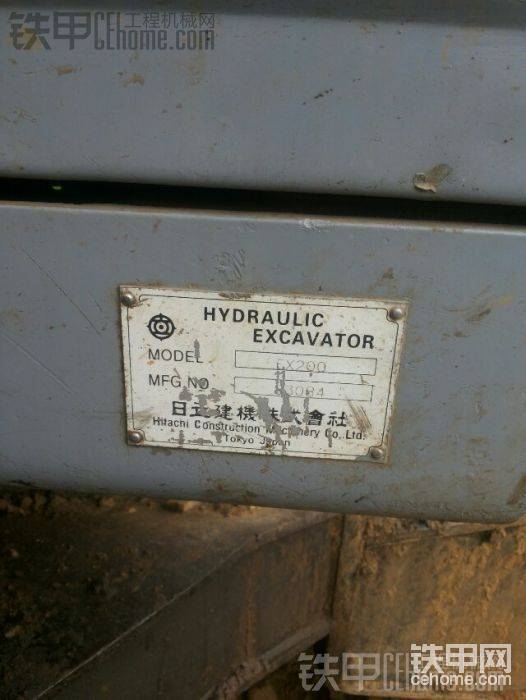 铁甲 CE 工程机械网
CEhome.com
HYDRAULIC
EXCAVATOR
MODEL EX200
MFG.NO
日立建機株式會社
Hitachi Construction Machinery Co., Ltd.
Tokyo Japan
铁甲网
cehome.com